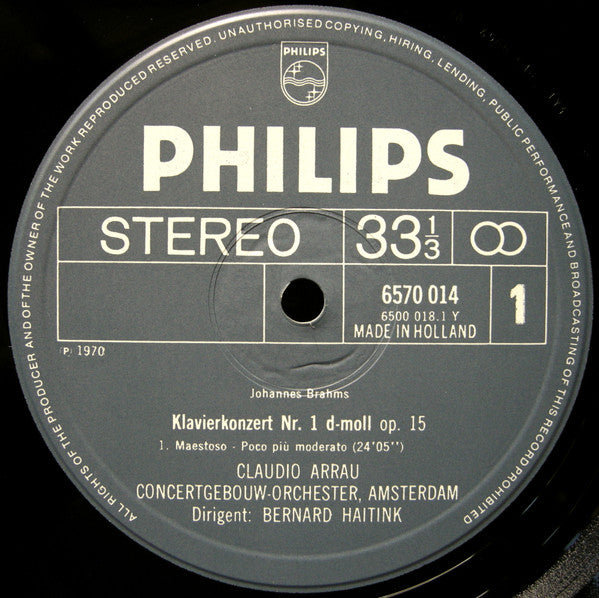 ALL RIGHTS OF THE PRODUCER AND OF THE OWNER OF THE WORK REPRODUCED RESERVED. UNAUTHORISED COPYING, HIRING, LENDING, PUBLIC PERFORMANCE AND BROADCASTING OF THIS RECORD PROHIBITED
PHILIPS
PHILIPS
STEREO 33 1/3
6570 014 1
6500 018.1 Y
MADE IN HOLLAND
(P) 1970
Johannes Brahms
Klavierkonzert Nr. 1 d-moll op. 15
1. Maestoso - Poco più moderato (24'05'')
CLAUDIO ARRAU
CONCERTGEBOUW-ORCHESTER, AMSTERDAM
Dirigent: BERNARD HAITINK